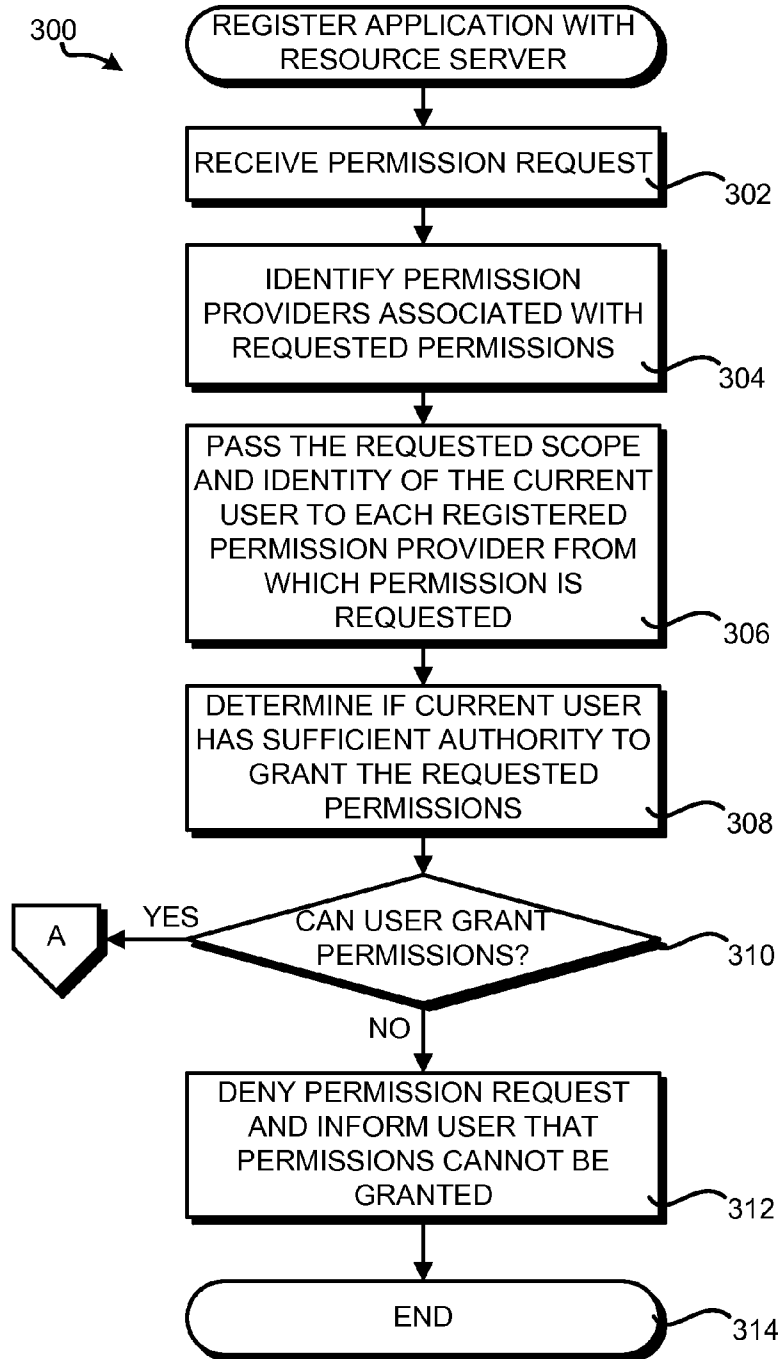 300
REGISTER APPLICATION WITH
RESOURCE SERVER
RECEIVE PERMISSION REQUEST
302
IDENTIFY PERMISSION
PROVIDERS ASSOCIATED WITH
REQUESTED PERMISSIONS
304
PASS THE REQUESTED SCOPE
AND IDENTITY OF THE CURRENT
USER TO EACH REGISTERED
PERMISSION PROVIDER FROM
WHICH PERMISSION IS
REQUESTED
306
DETERMINE IF CURRENT USER
HAS SUFFICIENT AUTHORITY TO
GRANT THE REQUESTED
PERMISSIONS
308
A
YES
CAN USER GRANT
PERMISSIONS?
310
NO
DENY PERMISSION REQUEST
AND INFORM USER THAT
PERMISSIONS CANNOT BE
GRANTED
312
END
314